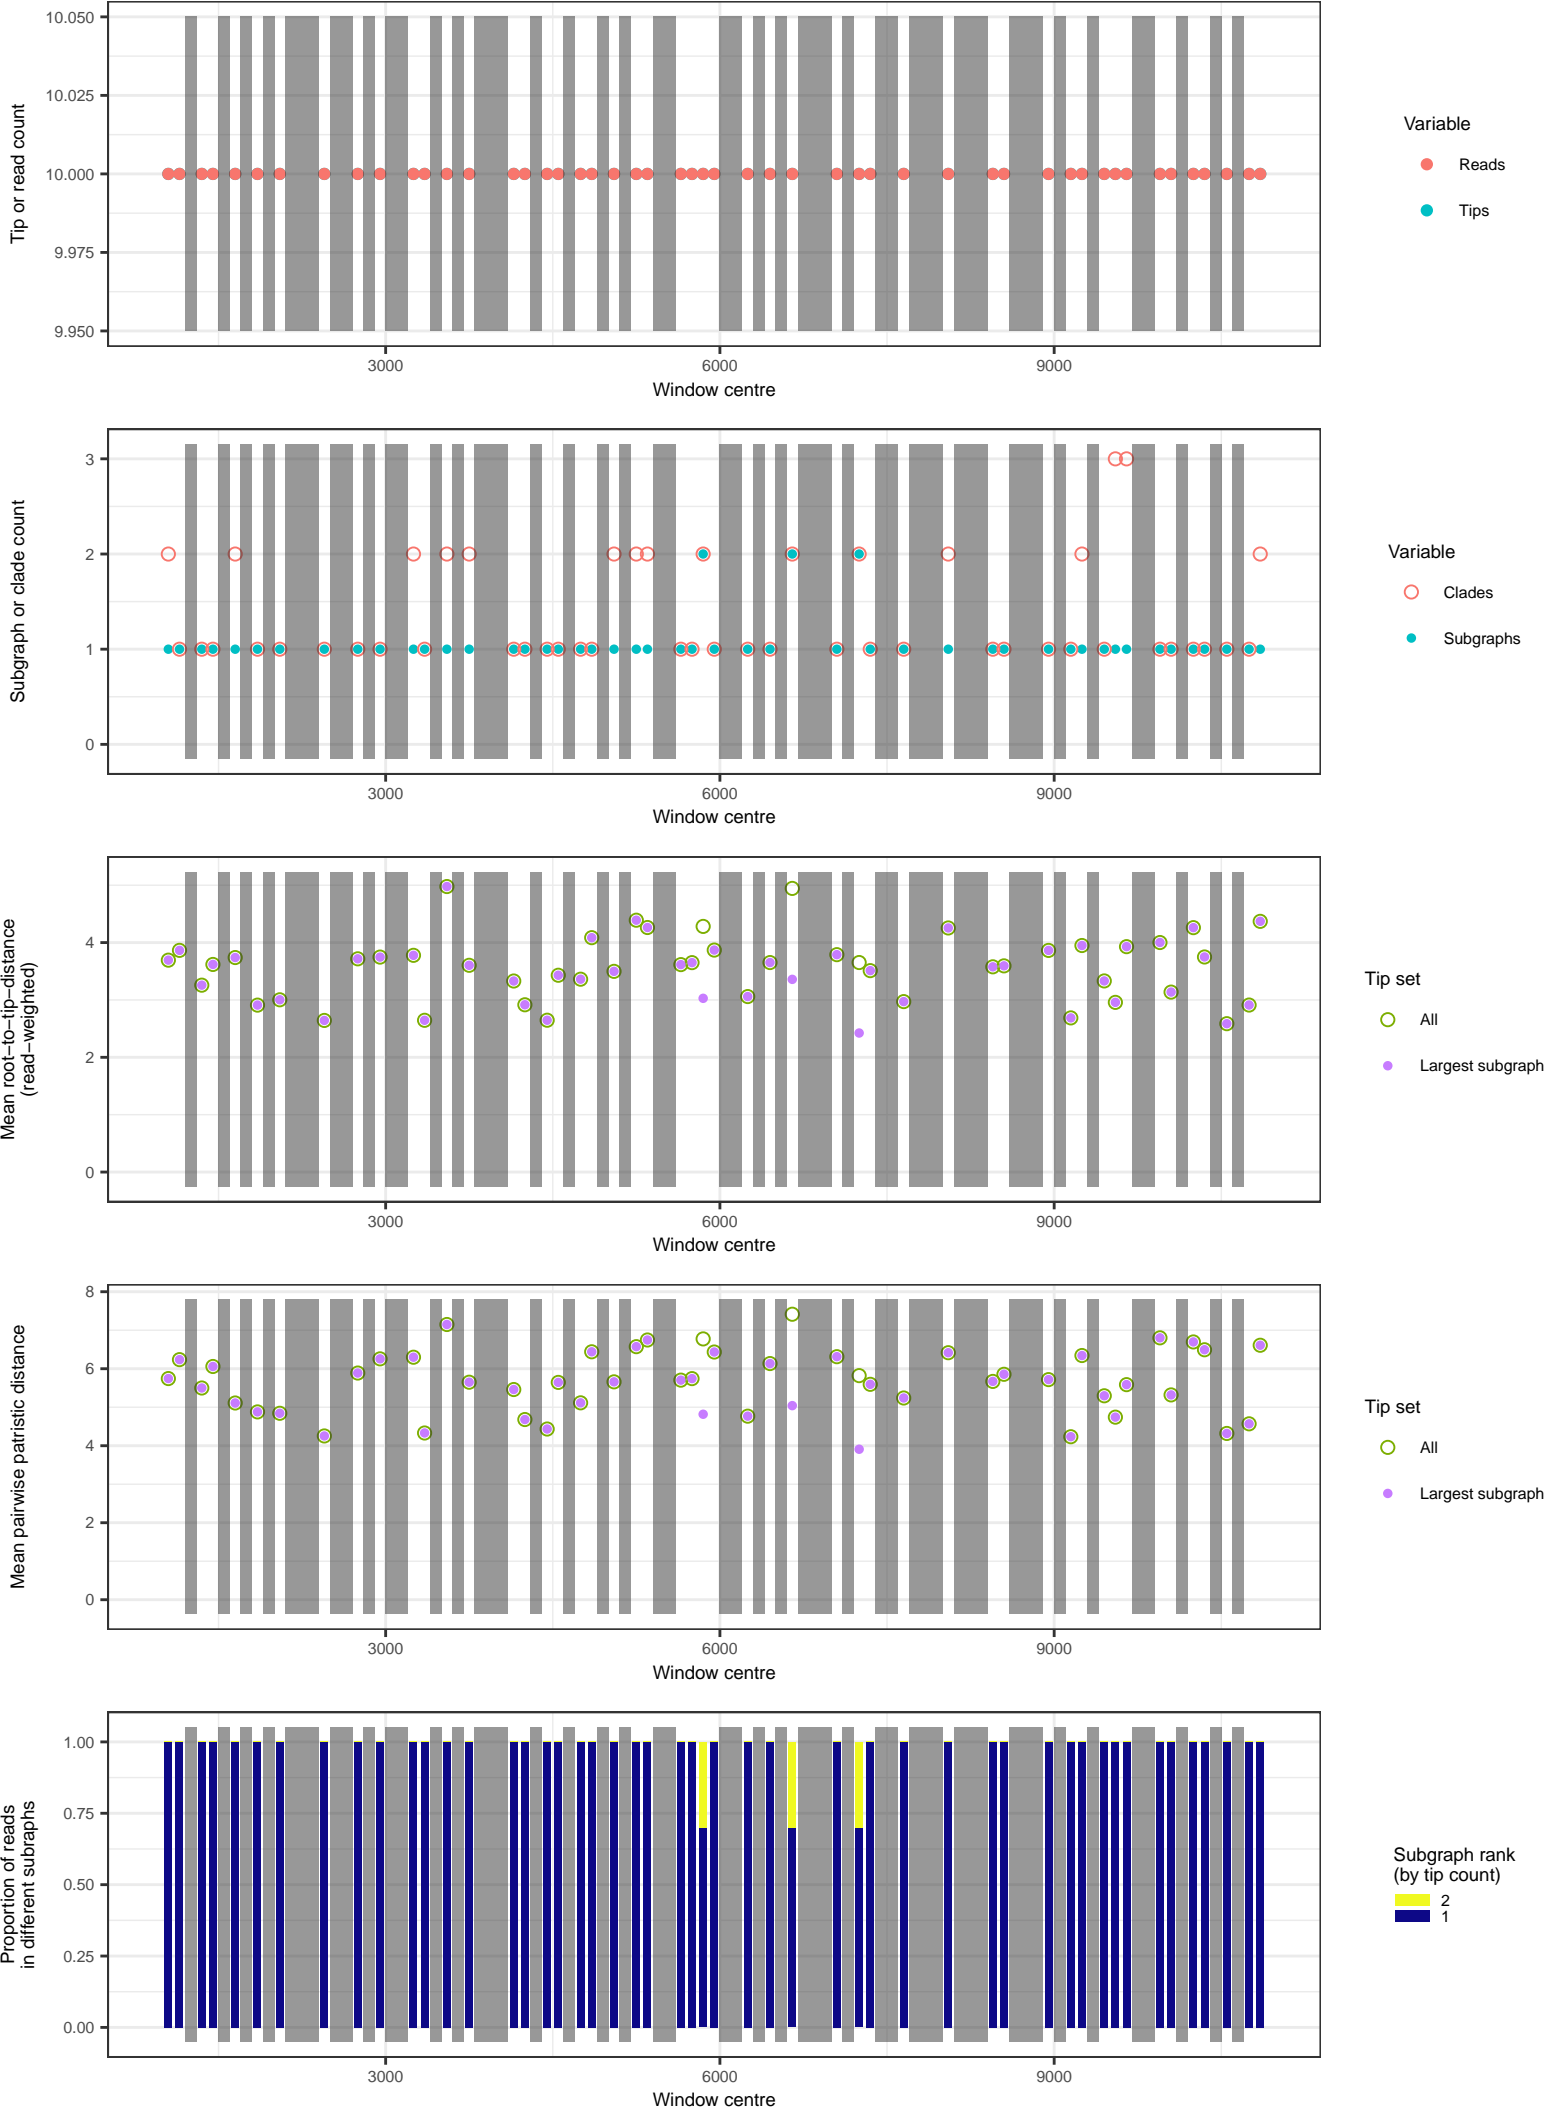 10.050
10.025
10.000
9.975
9.950
Tip or read count
3000
6000
9000
Window centre
Variable
Reads
Tips
3
2
1
0
Subgraph or clade count
3000
6000
9000
Window centre
Variable
Clades
Subgraphs
4
2
0
Mean root−to−tip−distance
(read−weighted)
3000
6000
9000
Window centre
Tip set
All
Largest subgraph
8
6
4
2
0
Mean pairwise patristic distance
3000
6000
9000
Window centre
Tip set
All
Largest subgraph
1.00
0.75
0.50
0.25
0.00
Proportion of reads
in different subraphs
3000
6000
9000
Window centre
Subgraph rank
(by tip count)
2
1